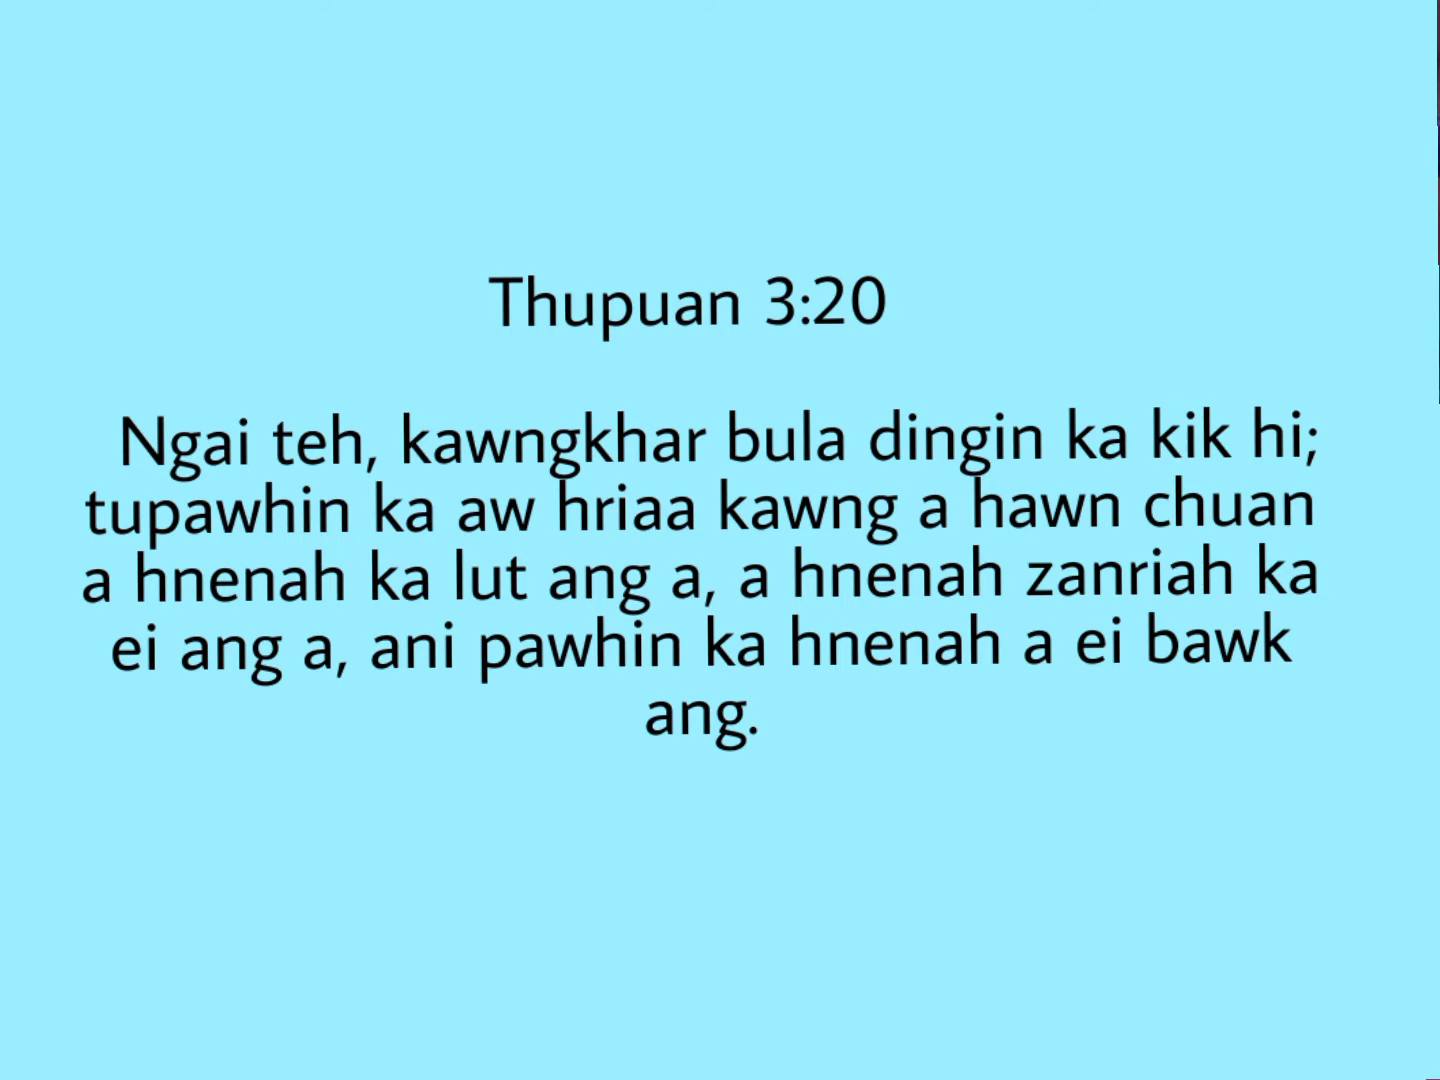 Thupuan 3:20
Ngai teh, kawngkhar bula dingin ka kik hi;
tupawhin ka aw hriaa kawng a hawn chuan
a hnenah ka lut ang a, a hnenah zanriah ka
ei ang a, ani pawhin ka hnenah a ei bawk
ang.